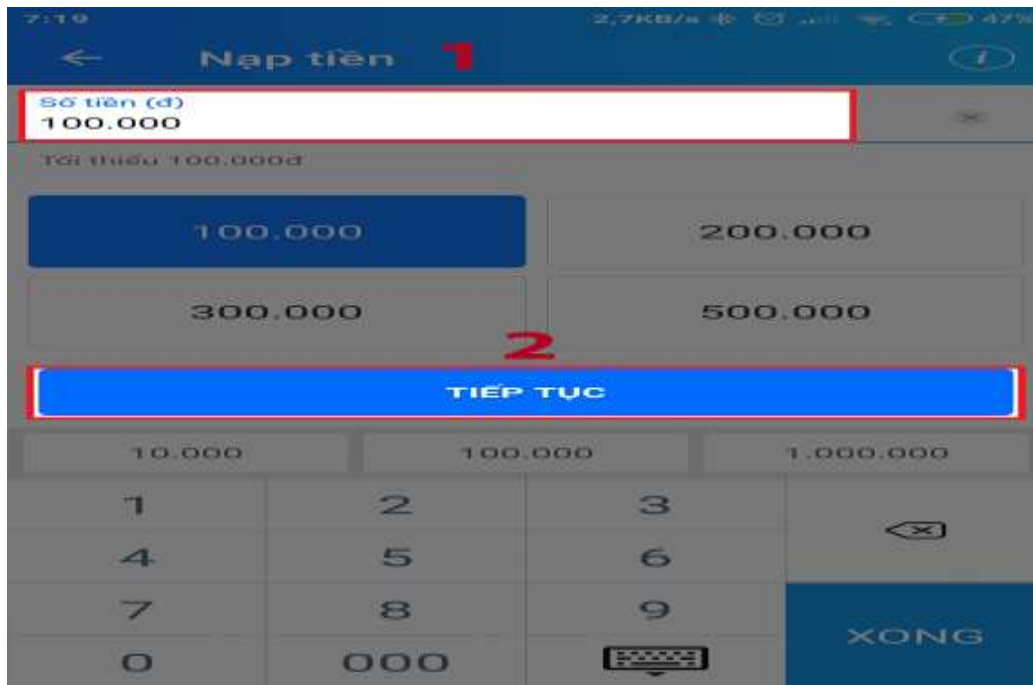 7:19 2,7KB/s 47%
Nạp tiền 1
Số tiền (đ)
100.000
Tối thiểu 100.000đ
100.000 200.000
300.000 500.000
2
TIẾP TỤC
10.000 100.000 1.000.000
1 2 3
4 5 6
7 8 9
XONG
0 000